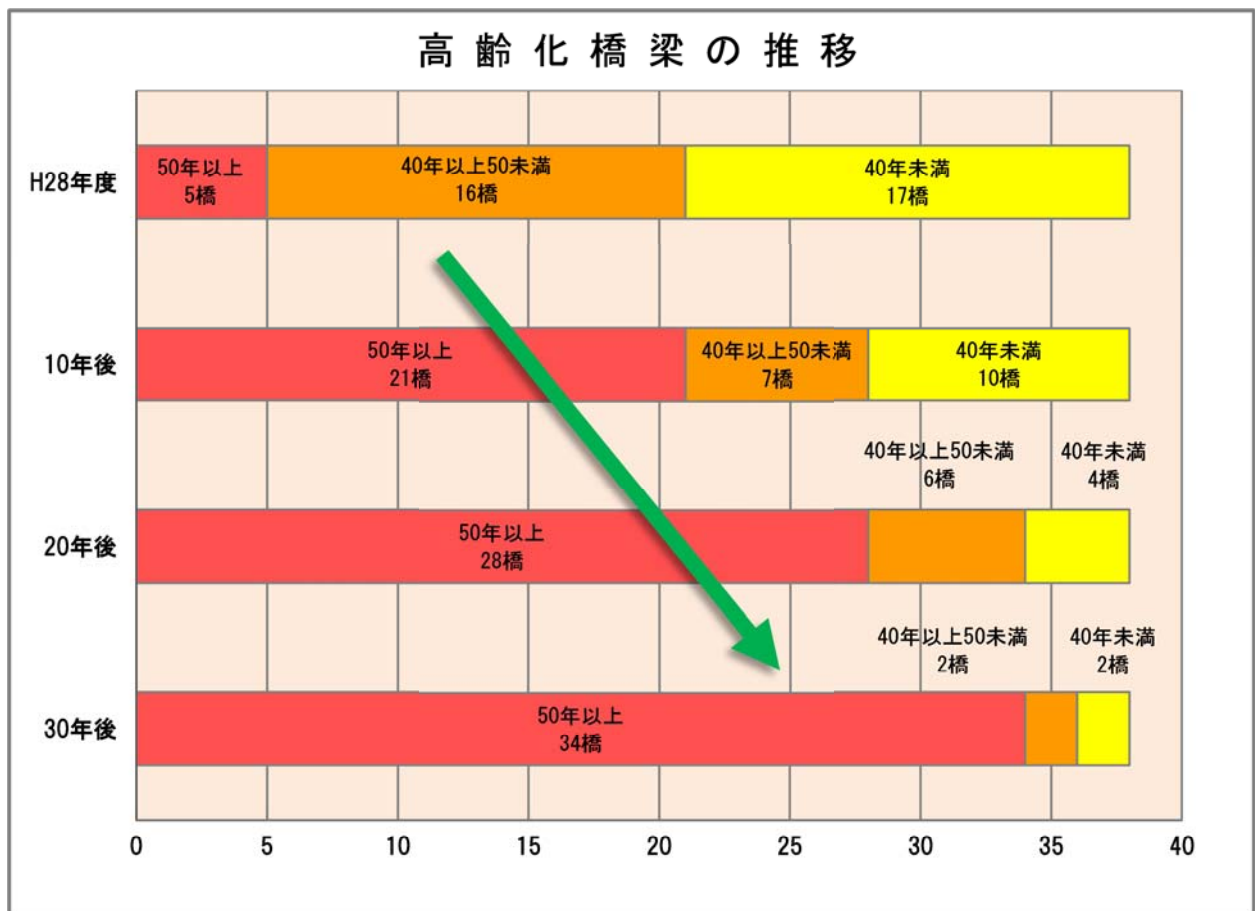 高齢化橋梁の推移
H28年度
50年以上
5橋
40年以上50未満
16橋
40年未満
17橋
10年後
50年以上
21橋
40年以上50未満
7橋
40年未満
10橋
20年後
50年以上
28橋
40年以上50未満
6橋
40年未満
4橋
30年後
50年以上
34橋
40年以上50未満
2橋
40年未満
2橋
0 5 10 15 20 25 30 35 40